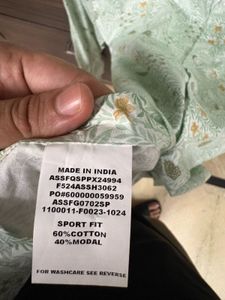 MADE IN INDIA
ASSFQSPPX24994
F524ASSH3062
PO#600000059959
ASSFG0702SP
1100011-F0023-1024
SPORT FIT
60%COTTON
40%MODAL
FOR WASHCARE SEE REVERSE